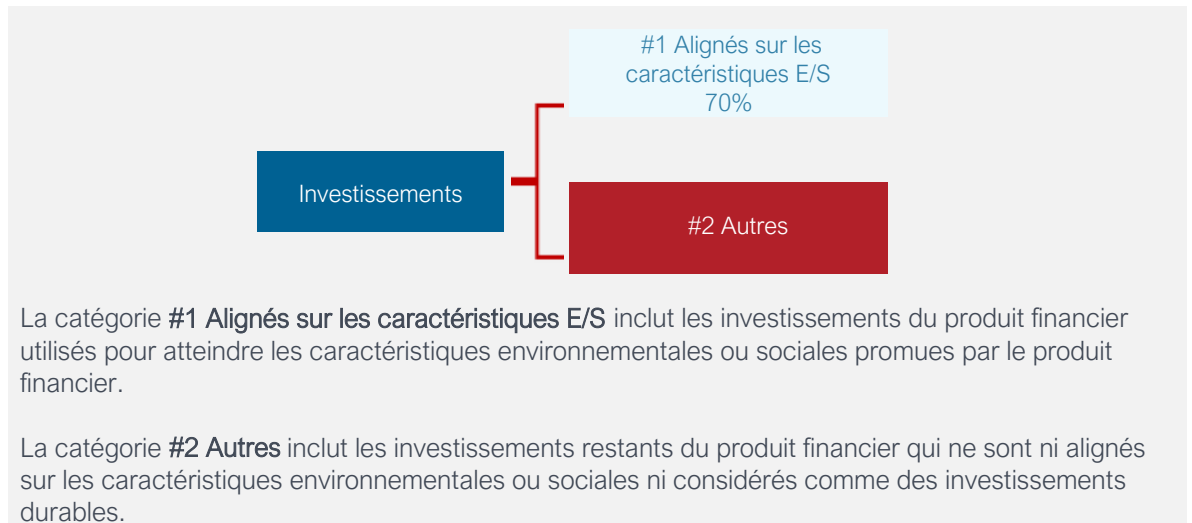 #1 Alignés sur les
caractéristiques E/S
70%
Investissements
#2 Autres
La catégorie #1 Alignés sur les caractéristiques E/S inclut les investissements du produit financier
utilisés pour atteindre les caractéristiques environnementales ou sociales promues par le produit
financier.
La catégorie #2 Autres inclut les investissements restants du produit financier qui ne sont ni alignés
sur les caractéristiques environnementales ou sociales ni considérés comme des investissements
durables.